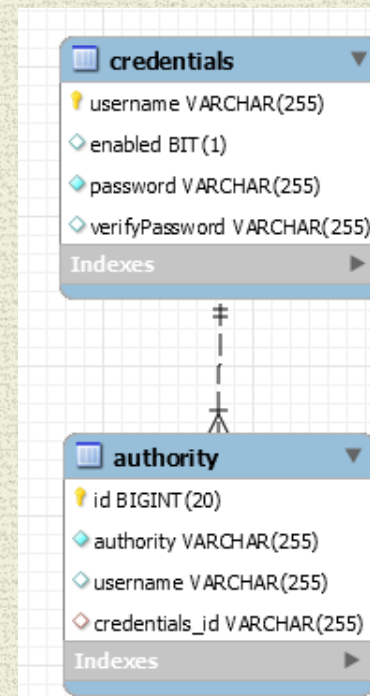 credentials
username VARCHAR(255)
enabled BIT(1)
password VARCHAR(255)
verifyPassword VARCHAR(255)
Indexes
authority
id BIGINT(20)
authority VARCHAR(255)
username VARCHAR(255)
credentials_id VARCHAR(255)
Indexes